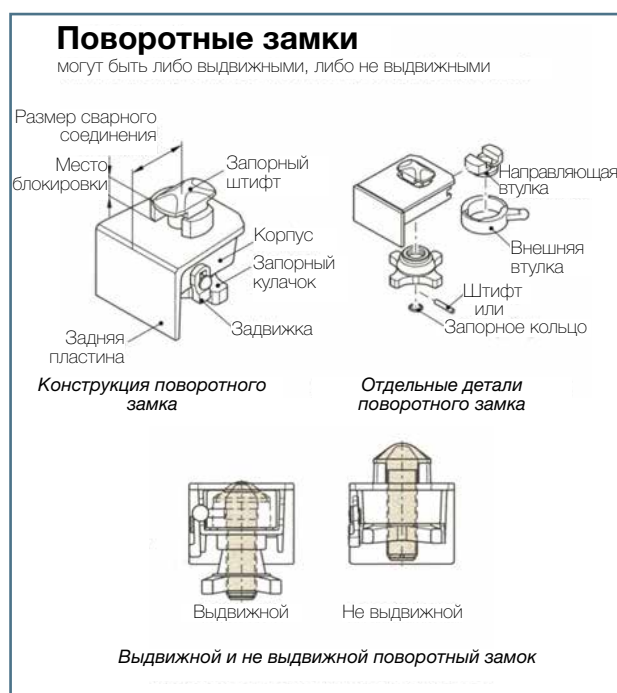 Поворотные замки
могут быть либо выдвижными, либо не выдвижными
Размер сварного
соединения
Место
блокировки
Запорный
штифт
Корпус
Запорный
кулачок
Задвижка
Задняя
пластина
Конструкция поворотного
замка
Направляющая
втулка
Внешняя
втулка
Штифт
или
Запорное кольцо
Отдельные детали
поворотного замка
Выдвижной
Не выдвижной
Выдвижной и не выдвижной поворотный замок